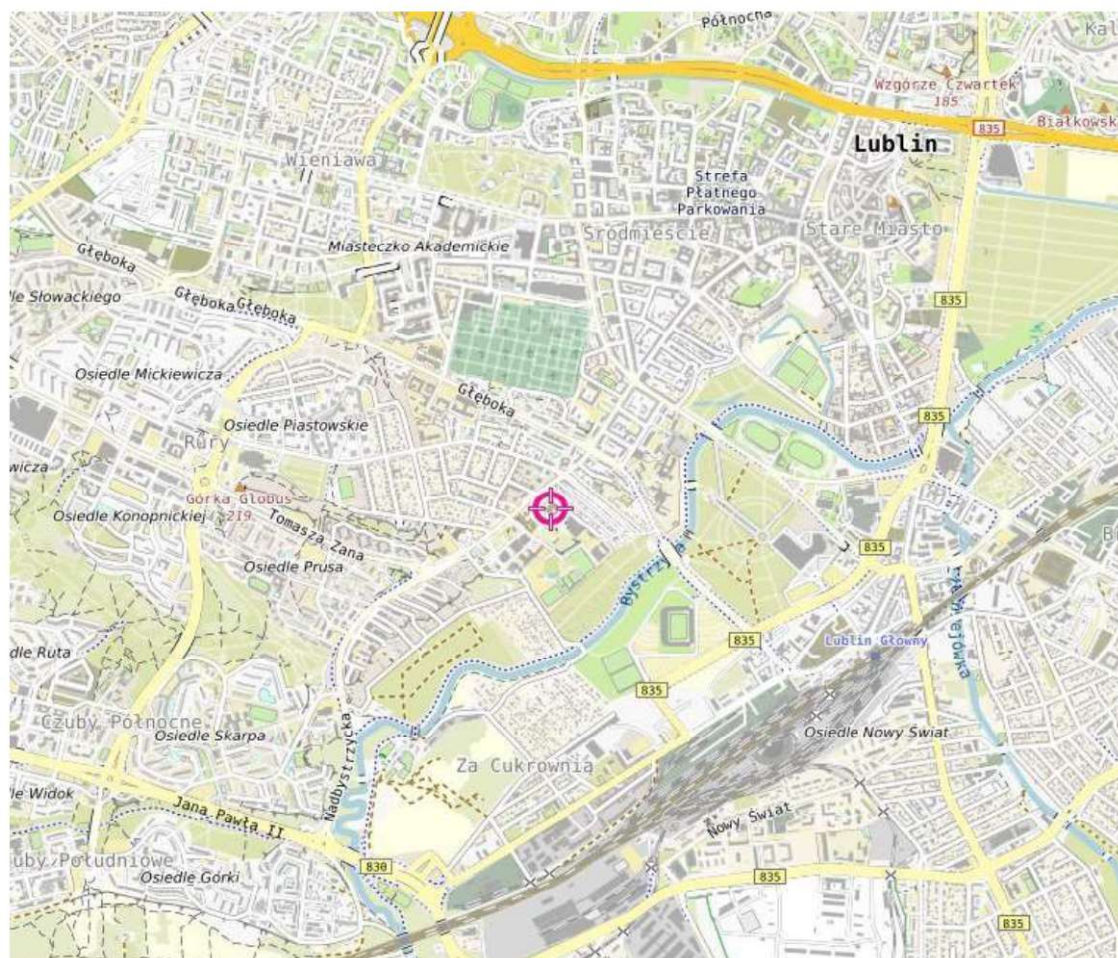 Północna
Kal
Wzgórze Czwartek
185
Białkowsk
835
Lublin
Wieniawa
Strefa
Płatnego
Parkowania
Miasteczko Akademickie
Śródmieście
Stare Miasto
Głęboka
Głęboka
Głęboka
dle Słowackiego
835
Osiedle Mickiewicza
Głęboka
835
Osiedle Piastowskie
Rury
wicza
Górka Globus
219
Osiedle Konopnickiej
Tomasza Zana
Osiedle Prusa
835
Bystrzyca
835
Lublin Główny
dle Ruta
835
Czuby Północne
Osiedle Skarpa
Nadbystrzycka
Osiedle Nowy Świat
Za Cukrownią
dle Widok
Jana Pawła II
Nowy Świat
uby Południowe
830
Osiedle Górki
835
835